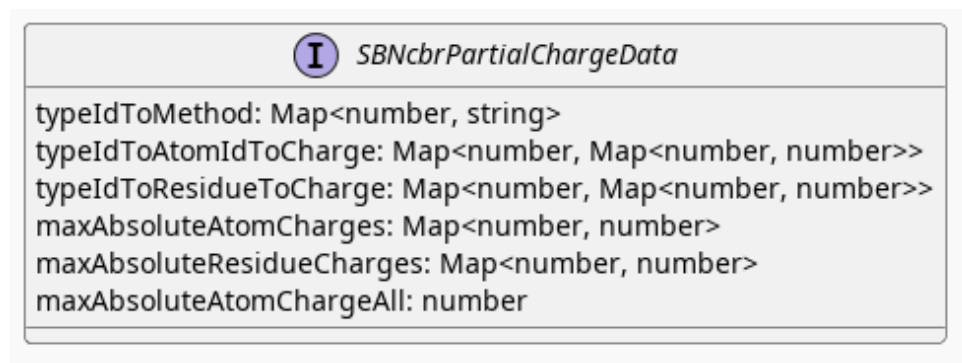 I SBNcbrPartialChargeData
typeIdToMethod: Map<number, string>
typeIdToAtomIdToCharge: Map<number, Map<number, number>>
typeIdToResidueToCharge: Map<number, Map<number, number>>
maxAbsoluteAtomCharges: Map<number, number>
maxAbsoluteResidueCharges: Map<number, number>
maxAbsoluteAtomChargeAll: number